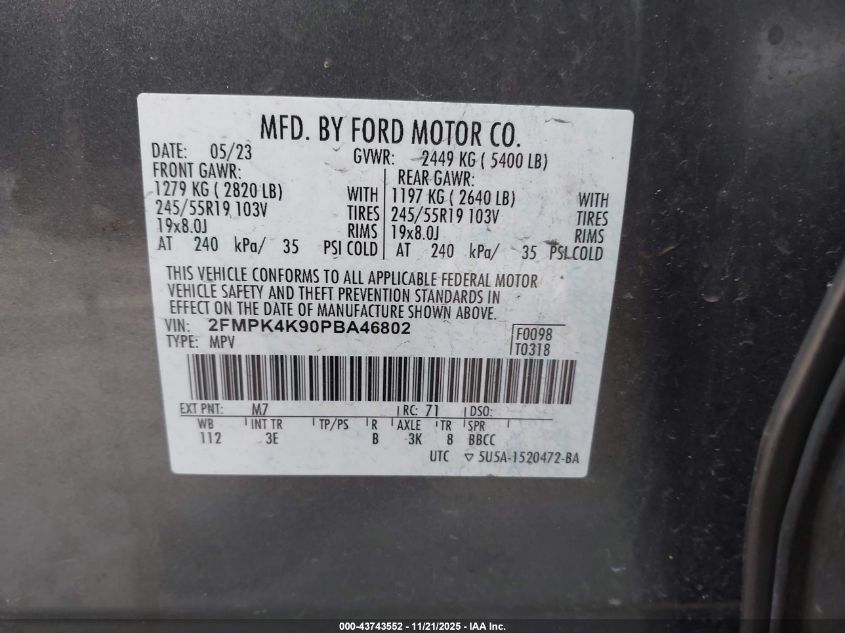 MFD. BY FORD MOTOR CO.
DATE: 05/23 GVWR: 2449 KG ( 5400 LB)
FRONT GAWR: REAR GAWR:
1279 KG ( 2820 LB) WITH 1197 KG ( 2640 LB) WITH
245/55R19 103V TIRES 245/55R19 103V TIRES
19x8.0J RIMS 19x8.0J RIMS
AT 240 kPa/ 35 PSI COLD AT 240 kPa/ 35 PSI COLD
THIS VEHICLE CONFORMS TO ALL APPLICABLE FEDERAL MOTOR
VEHICLE SAFETY AND THEFT PREVENTION STANDARDS IN
EFFECT ON THE DATE OF MANUFACTURE SHOWN ABOVE.
VIN: 2FMPK4K90PBA46802 F0098
TYPE: MPV T0318
EXT PNT: M7 RC: 71 DSO:
WB INT TR TP/PS R AXLE TR SPR
112 3E B 3K 8 BBCC
UTC ▽ 5U5A-1520472-BA
000-43743552 — 11/21/2025 — IAA Inc.